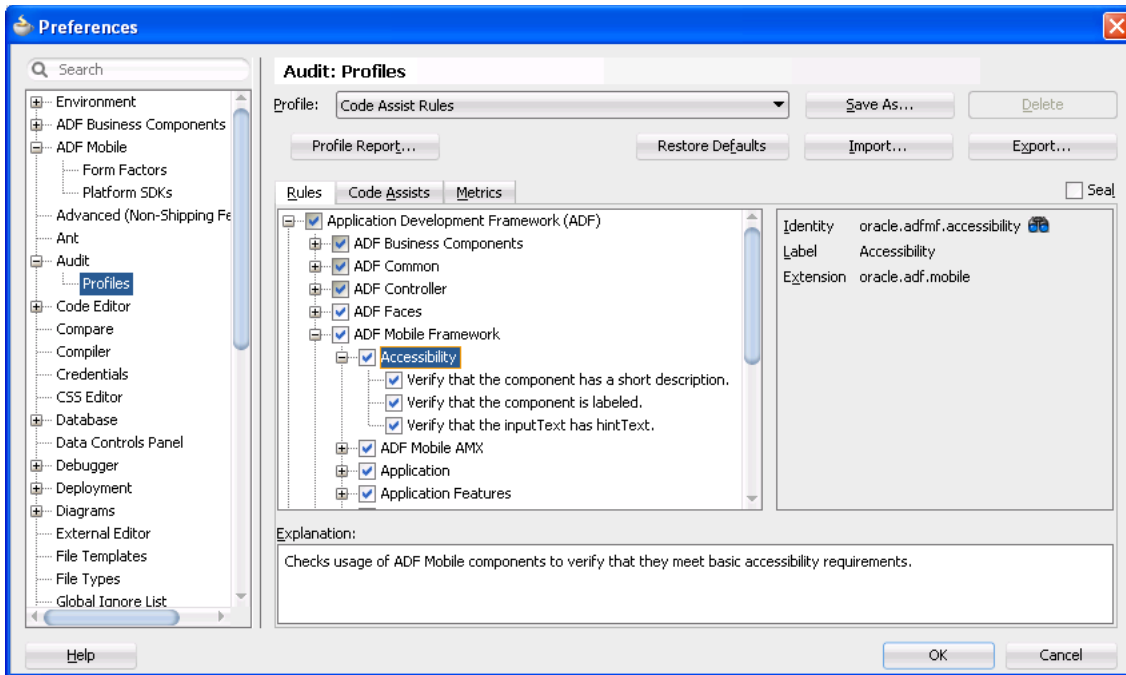 Preferences
Search
Environment
ADF Business Components
ADF Mobile
Form Factors
Platform SDKs
Advanced (Non-Shipping Fe
Ant
Audit
Profiles
Code Editor
Compare
Compiler
Credentials
CSS Editor
Database
Data Controls Panel
Debugger
Deployment
Diagrams
External Editor
File Templates
File Types
Global Ignore List
Audit: Profiles
Profile: Code Assist Rules Save As... Delete
Profile Report... Restore Defaults Import... Export...
Rules Code Assists Metrics Seal
Application Development Framework (ADF)
ADF Business Components
ADF Common
ADF Controller
ADF Faces
ADF Mobile Framework
Accessibility
Verify that the component has a short description.
Verify that the component is labeled.
Verify that the inputText has hintText.
ADF Mobile AMX
Application
Application Features
Identity oracle.adfmf.accessibility
Label Accessibility
Extension oracle.adf.mobile
Explanation:
Checks usage of ADF Mobile components to verify that they meet basic accessibility requirements.
Help OK Cancel